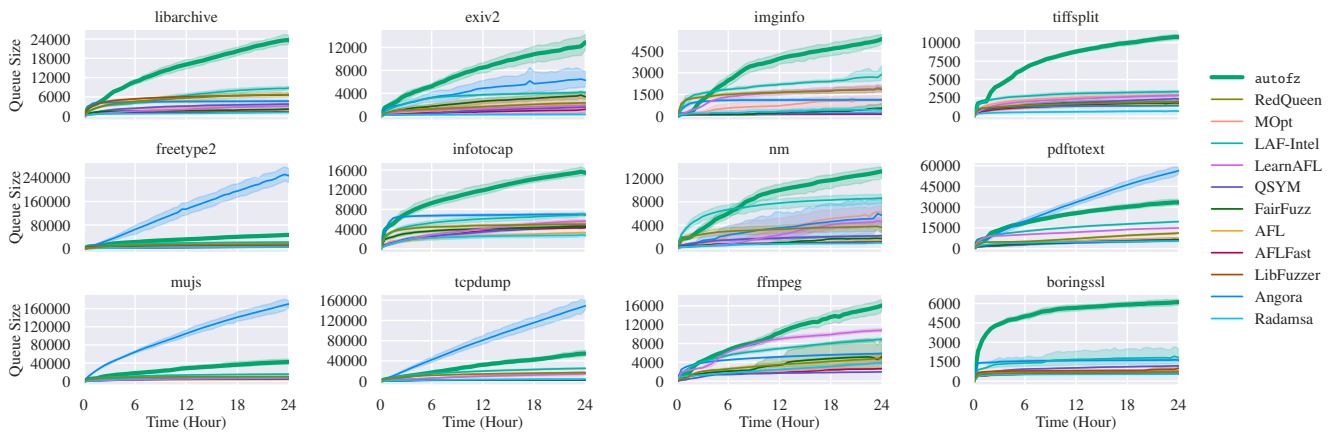 libarchive exiv2 imginfo tiffsplit
Queue Size
24000
18000
12000
6000
0
12000
8000
4000
0
4500
3000
1500
0
10000
7500
5000
2500
0
freetype2 infotocap nm pdftotext
Queue Size
240000
160000
80000
0
16000
12000
8000
4000
0
12000
8000
4000
0
60000
45000
30000
15000
0
mujs tcpdump ffmpeg boringssl
Queue Size
160000
120000
80000
40000
0
160000
120000
80000
40000
0
16000
12000
8000
4000
0
6000
4500
3000
1500
0
0 6 12 18 24 0 6 12 18 24 0 6 12 18 24 0 6 12 18 24
Time (Hour) Time (Hour) Time (Hour) Time (Hour)
autofz
RedQueen
MOpt
LAF-Intel
LearnAFL
QSYM
FairFuzz
AFL
AFLFast
LibFuzzer
Angora
Radamsa